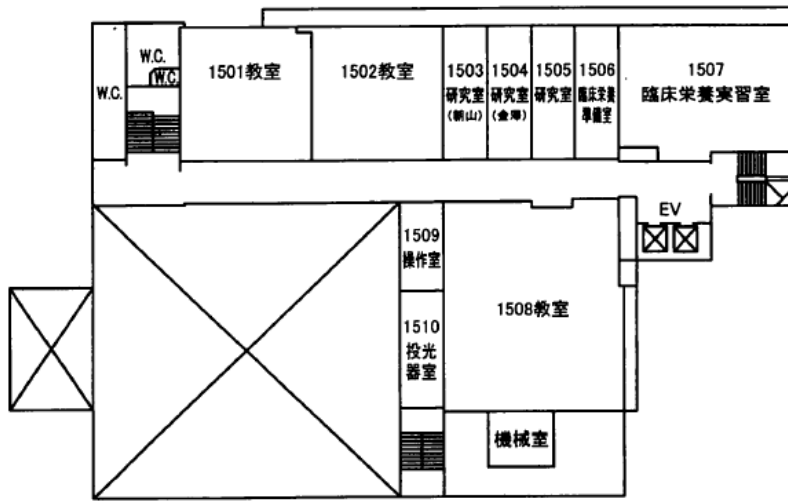 W.C.
W.C.
W.C.
1501教室
1502教室
1503
研究室
(朝山)
1504
研究室
(金澤)
1505
研究室
1506
臨床栄養
準備室
1507
臨床栄養実習室
EV
1509
操作室
1510
投光
器室
1508教室
機械室